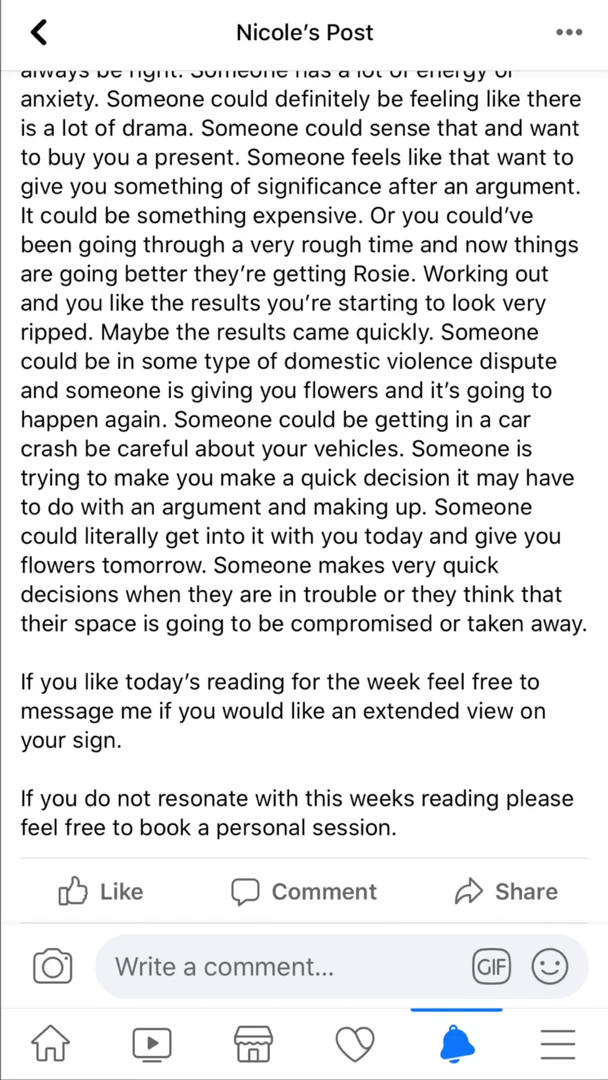 Nicole's Post
always be right. Someone has a lot of energy or
anxiety. Someone could definitely be feeling like there
is a lot of drama. Someone could sense that and want
to buy you a present. Someone feels like that want to
give you something of significance after an argument.
It could be something expensive. Or you could've
been going through a very rough time and now things
are going better they're getting Rosie. Working out
and you like the results you're starting to look very
ripped. Maybe the results came quickly. Someone
could be in some type of domestic violence dispute
and someone is giving you flowers and it's going to
happen again. Someone could be getting in a car
crash be careful about your vehicles. Someone is
trying to make you make a quick decision it may have
to do with an argument and making up. Someone
could literally get into it with you today and give you
flowers tomorrow. Someone makes very quick
decisions when they are in trouble or they think that
their space is going to be compromised or taken away.
If you like today's reading for the week feel free to
message me if you would like an extended view on
your sign.
If you do not resonate with this weeks reading please
feel free to book a personal session.
Like Comment Share
Write a comment... GIF